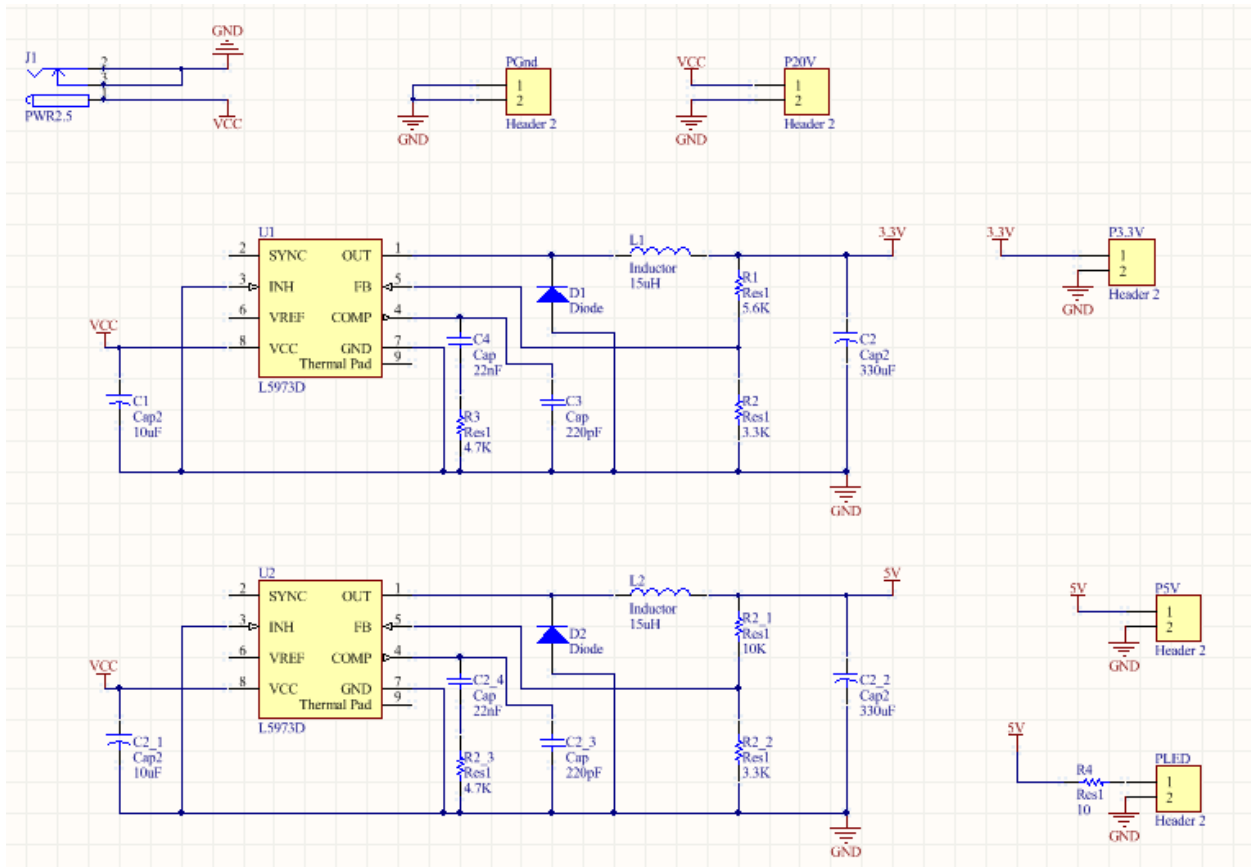 GND
J1
2
3
1
PWR2.5
VCC
PGnd
1
2
Header 2
GND
VCC
P20V
1
2
Header 2
GND
U1
2 SYNC OUT 1
3 INH FB 5
6 VREF COMP 4
8 VCC GND 7
Thermal Pad 9
L5973D
VCC
C1
Cap2
10uF
C4
Cap
22nF
R3
Res1
4.7K
C3
Cap
220pF
D1
Diode
L1
Inductor
15uH
R1
Res1
5.6K
R2
Res1
3.3K
C2
Cap2
330uF
3.3V
GND
3.3V
P3.3V
1
2
Header 2
GND
U2
2 SYNC OUT 1
3 INH FB 5
6 VREF COMP 4
8 VCC GND 7
Thermal Pad 9
L5973D
VCC
C2_1
Cap2
10uF
C2_4
Cap
22nF
R2_3
Res1
4.7K
C2_3
Cap
220pF
D2
Diode
L2
Inductor
15uH
R2_1
Res1
10K
R2_2
Res1
3.3K
C2_2
Cap2
330uF
5V
GND
5V
P5V
1
2
Header 2
GND
5V
R4
Res1
10
PLED
1
2
Header 2
GND